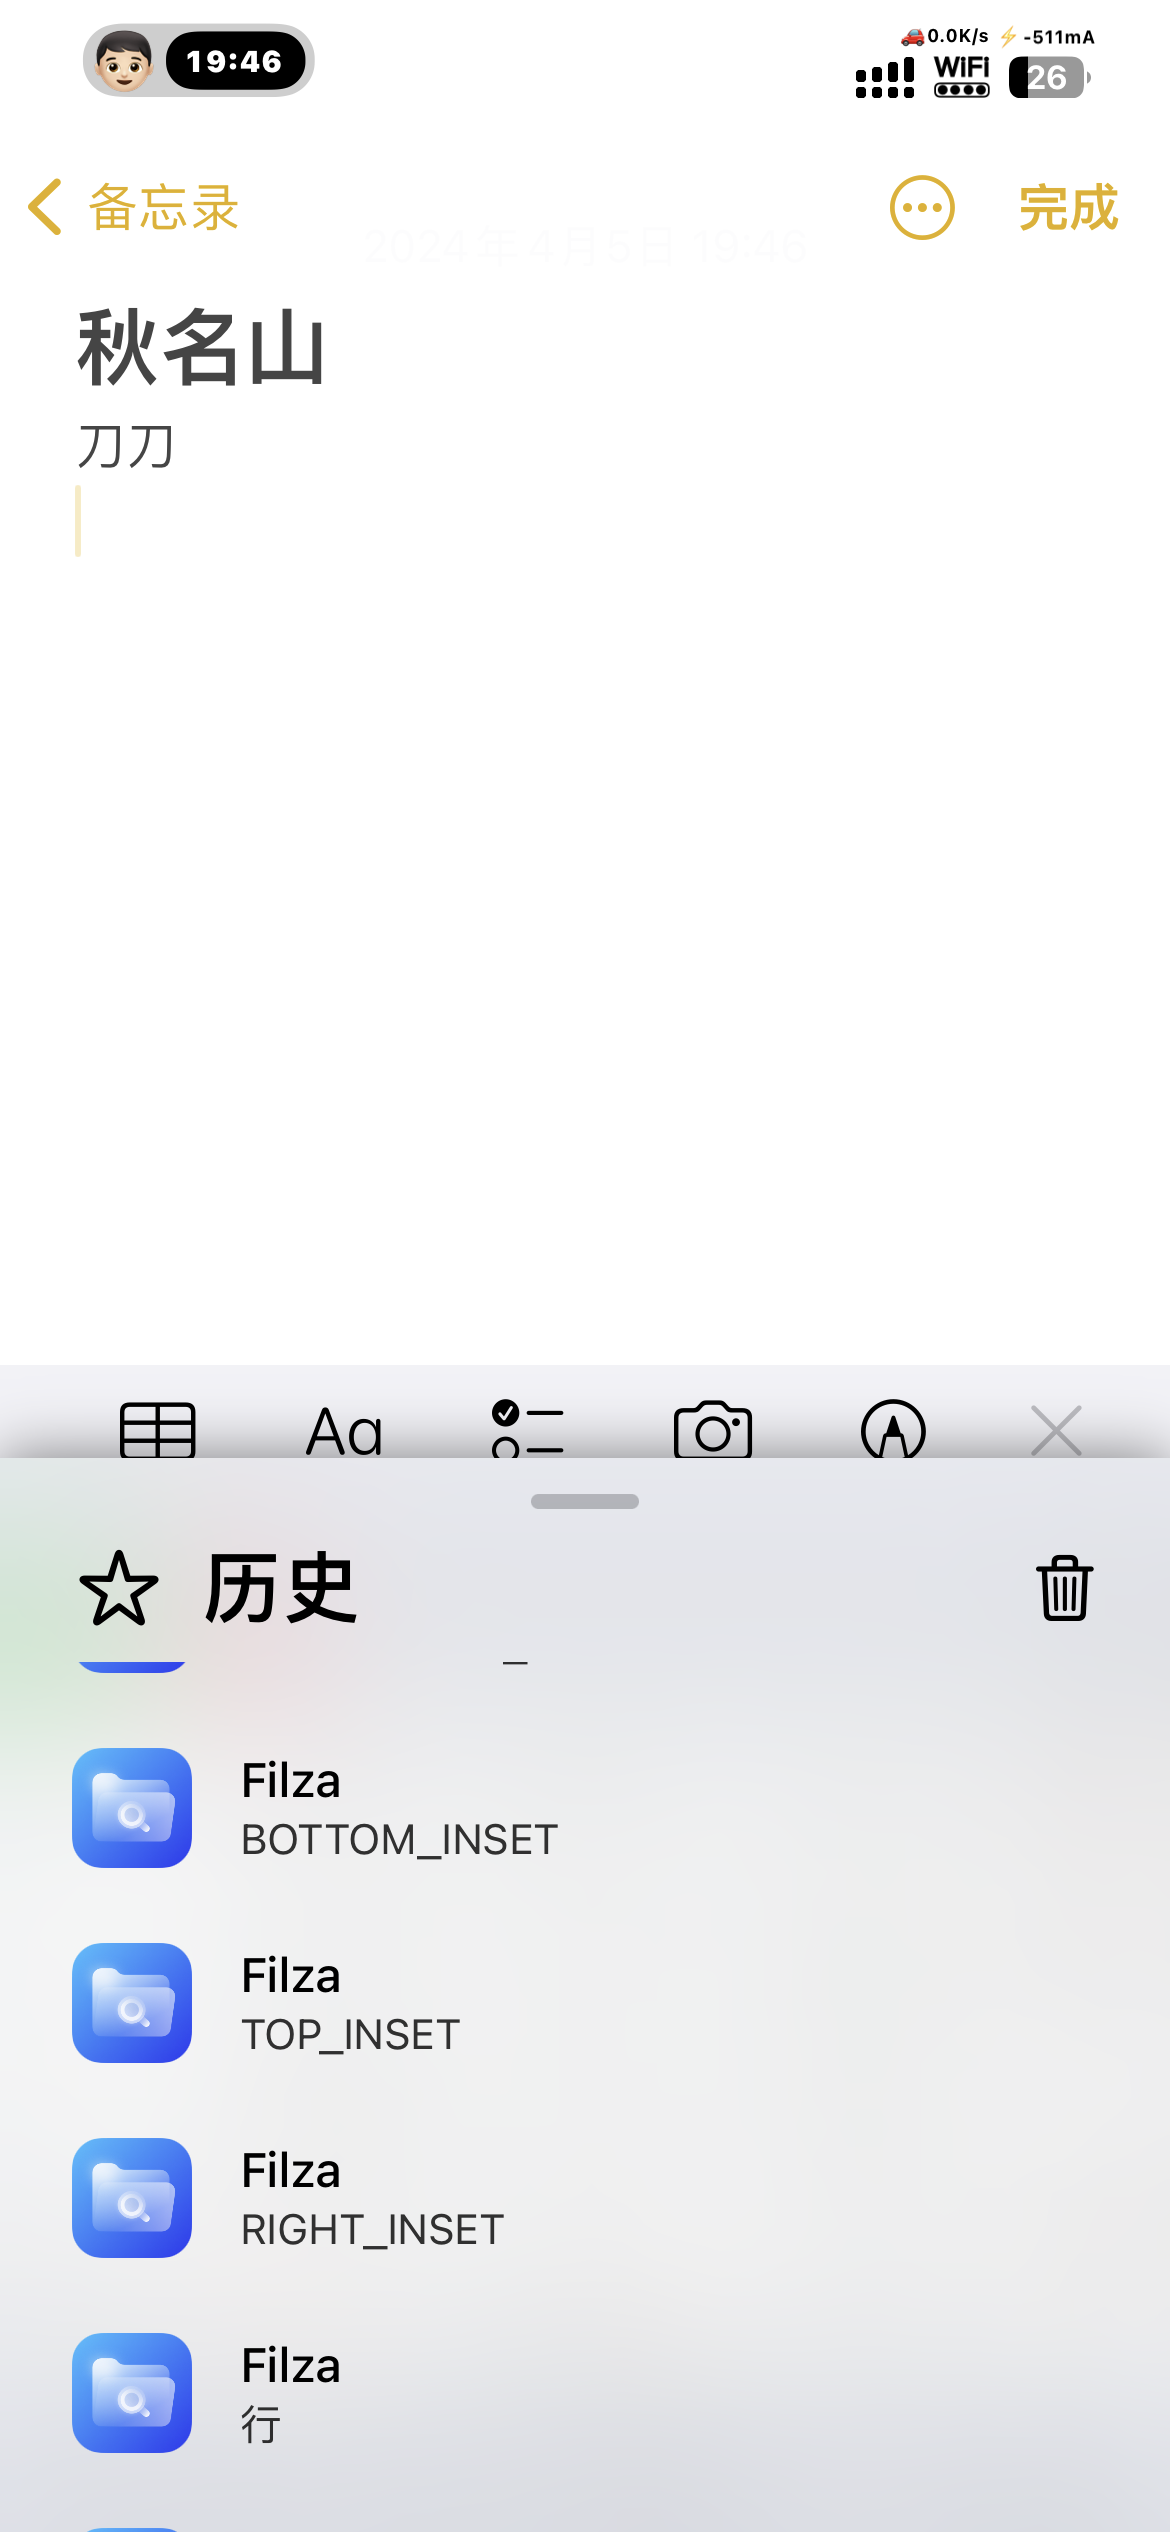 19:46
🚗0.0K/s ⚡-511mA
WiFi
26
备忘录
完成
2024年4月5日 19:46
秋名山
刀刀
Aa
历史
Filza
BOTTOM_INSET
Filza
TOP_INSET
Filza
RIGHT_INSET
Filza
行